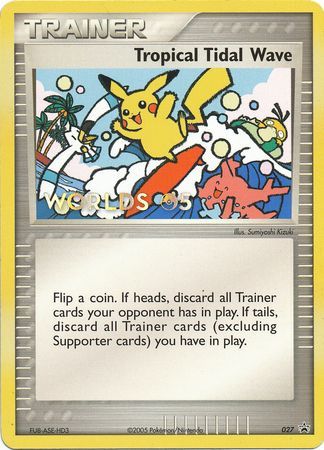 TRAINER
Tropical Tidal Wave
WORLDS 05
Illus. Sumiyoshi Kizuki
Flip a coin. If heads, discard all Trainer
cards your opponent has in play. If tails,
discard all Trainer cards (excluding
Supporter cards) you have in play.
FUB-ASE-HD3
©2005 Pokémon/Nintendo
027